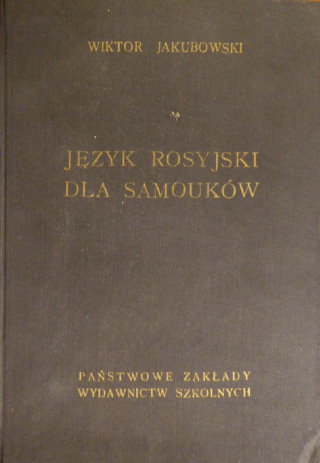 WIKTOR JAKUBOWSKI
JĘZYK ROSYJSKI
DLA SAMOUKÓW
PAŃSTWOWE ZAKŁADY
WYDAWNICTW SZKOLNYCH